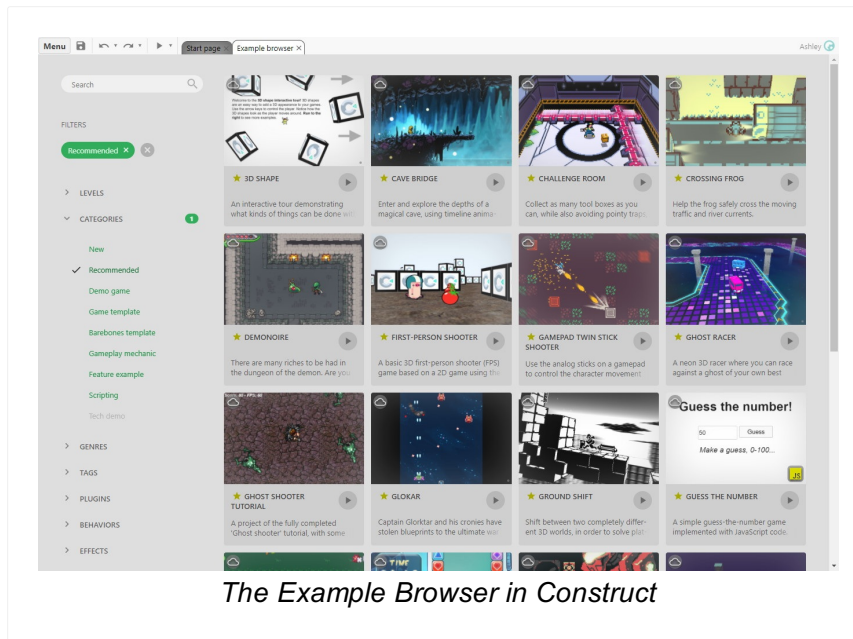 Menu
Start page ×
Example browser ×
Ashley
Search
FILTERS
Recommended ×
LEVELS
CATEGORIES
1
New
Recommended
Demo game
Game template
Barebones template
Gameplay mechanic
Feature example
Scripting
Tech demo
GENRES
TAGS
PLUGINS
BEHAVIORS
EFFECTS
3D SHAPE
An interactive tour demonstrating
what kinds of things can be done with
CAVE BRIDGE
Enter and explore the depths of a
magical cave, using timeline anima-
CHALLENGE ROOM
Collect as many tool boxes as you
can, while also avoiding pointy traps
CROSSING FROG
Help the frog safely cross the moving
traffic and river currents.
DEMONOIRE
There are many riches to be had in
the dungeon of the demon. Are you
FIRST-PERSON SHOOTER
A basic 3D first-person shooter (FPS)
game based on a 2D game using the
GAMEPAD TWIN STICK
SHOOTER
Use the analog sticks on a gamepad
to control the character movement
GHOST RACER
A neon 3D racer where you can race
against a ghost of your own best
GHOST SHOOTER
TUTORIAL
A project of the fully completed
'Ghost shooter' tutorial, with some
GLOKAR
Captain Glorktar and his cronies have
stolen blueprints to the ultimate
GROUND SHIFT
Shift between two completely differ-
ent 3D worlds, in order to solve plat-
Guess the number!
50
Guess
Make a guess, 0-100...
JS
GUESS THE NUMBER
A simple guess-the-number game
implemented with JavaScript code.
The Example Browser in Construct